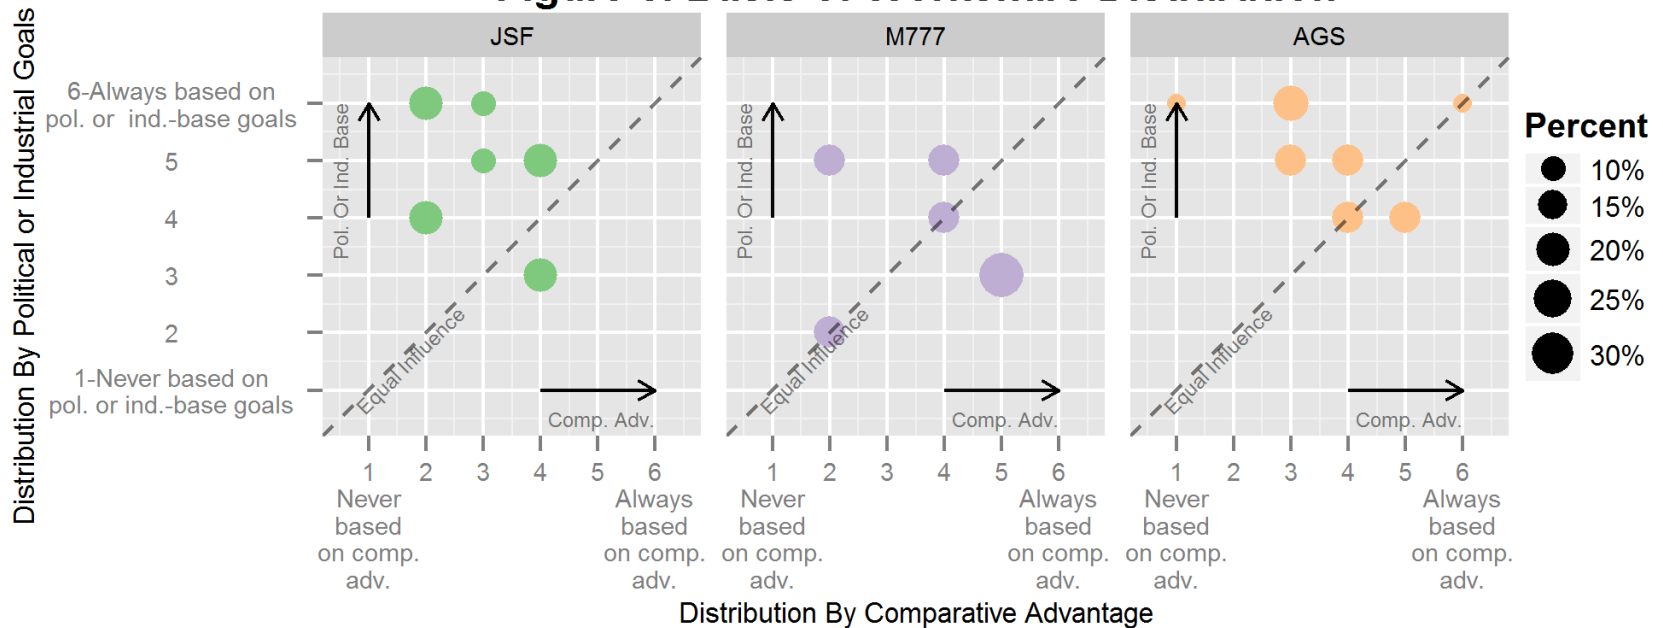 JSF
M777
AGS
Distribution By Political or Industrial Goals
6-Always based on
pol. or ind.-base goals
5
4
3
2
1-Never based on
pol. or ind.-base goals
Pol. Or Ind. Base
Equal Influence
Comp. Adv.
Pol. Or Ind. Base
Equal Influence
Comp. Adv.
Pol. Or Ind. Base
Equal Influence
Comp. Adv.
Percent
10%
15%
20%
25%
30%
1 2 3 4 5 6
1 2 3 4 5 6
1 2 3 4 5 6
Never
based
on comp.
adv.
Always
based
on comp.
adv.
Never
based
on comp.
adv.
Always
based
on comp.
adv.
Never
based
on comp.
adv.
Always
based
on comp.
adv.
Distribution By Comparative Advantage